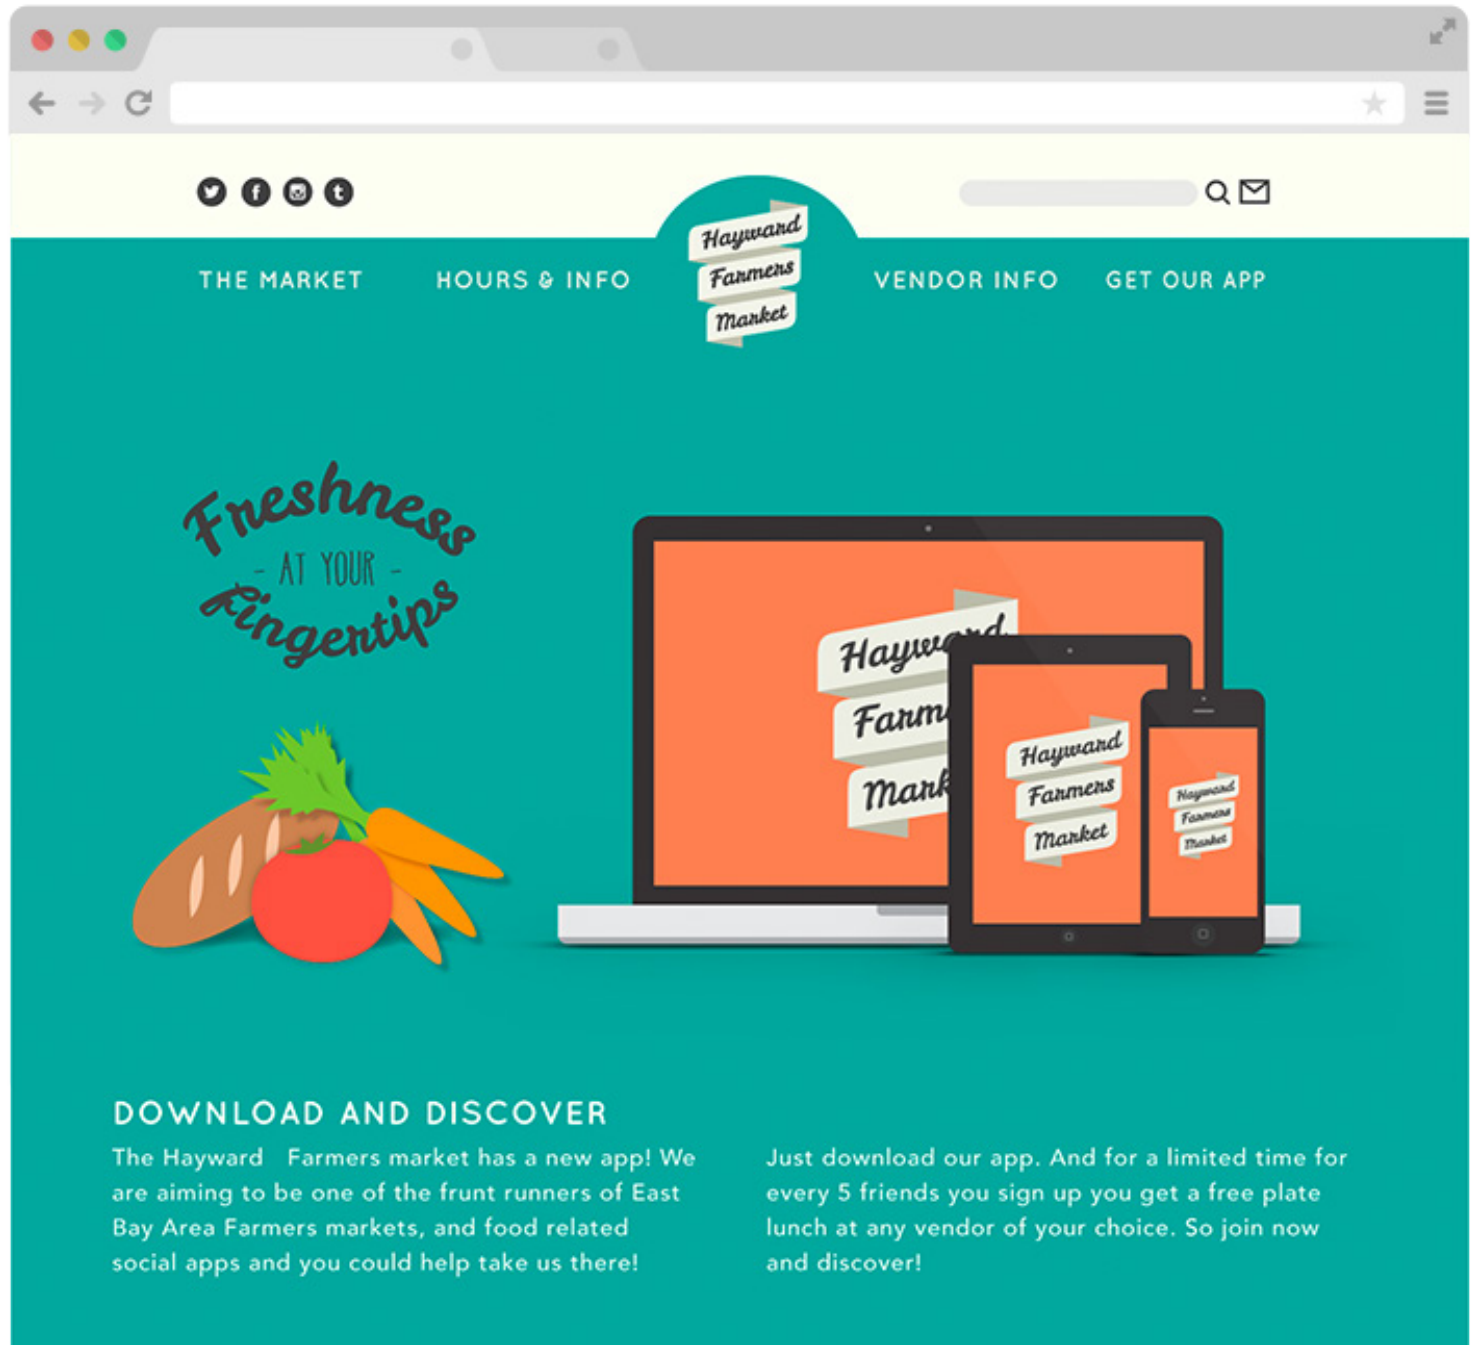 Hayward
Farmers
Market
THE MARKET
HOURS & INFO
VENDOR INFO
GET OUR APP
Freshness
- AT YOUR -
Fingertips
Hayward
Farm
Mark
Hayward
Farmers
Market
Hayward
Farmers
Market
DOWNLOAD AND DISCOVER
The Hayward Farmers market has a new app! We
are aiming to be one of the frunt runners of East
Bay Area Farmers markets, and food related
social apps and you could help take us there!
Just download our app. And for a limited time for
every 5 friends you sign up you get a free plate
lunch at any vendor of your choice. So join now
and discover!